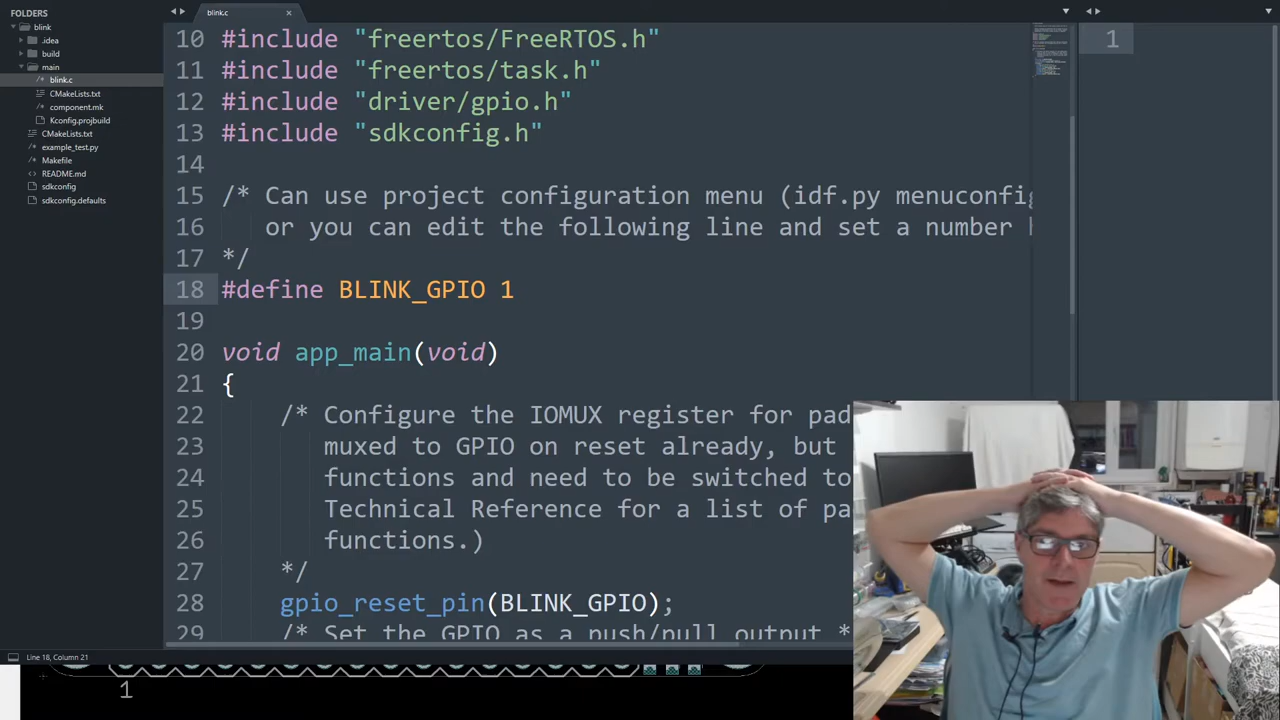 FOLDERS
blink
.idea
build
main
blink.c
CMakeLists.txt
component.mk
Kconfig.projbuild
CMakeLists.txt
example_test.py
Makefile
README.md
sdkconfig
sdkconfig.defaults
blink.c
10 #include "freertos/FreeRTOS.h"
11 #include "freertos/task.h"
12 #include "driver/gpio.h"
13 #include "sdkconfig.h"
14
15 /* Can use project configuration menu (idf.py menuconfig
16 or you can edit the following line and set a number
17 */
18 #define BLINK_GPIO 1
19
20 void app_main(void)
21 {
22 /* Configure the IOMUX register for pad
23 muxed to GPIO on reset already, but
24 functions and need to be switched to
25 Technical Reference for a list of pa
26 functions.)
27 */
28 gpio_reset_pin(BLINK_GPIO);
29 /* Set the GPIO as a push/pull output *
1
Line 18, Column 21
1